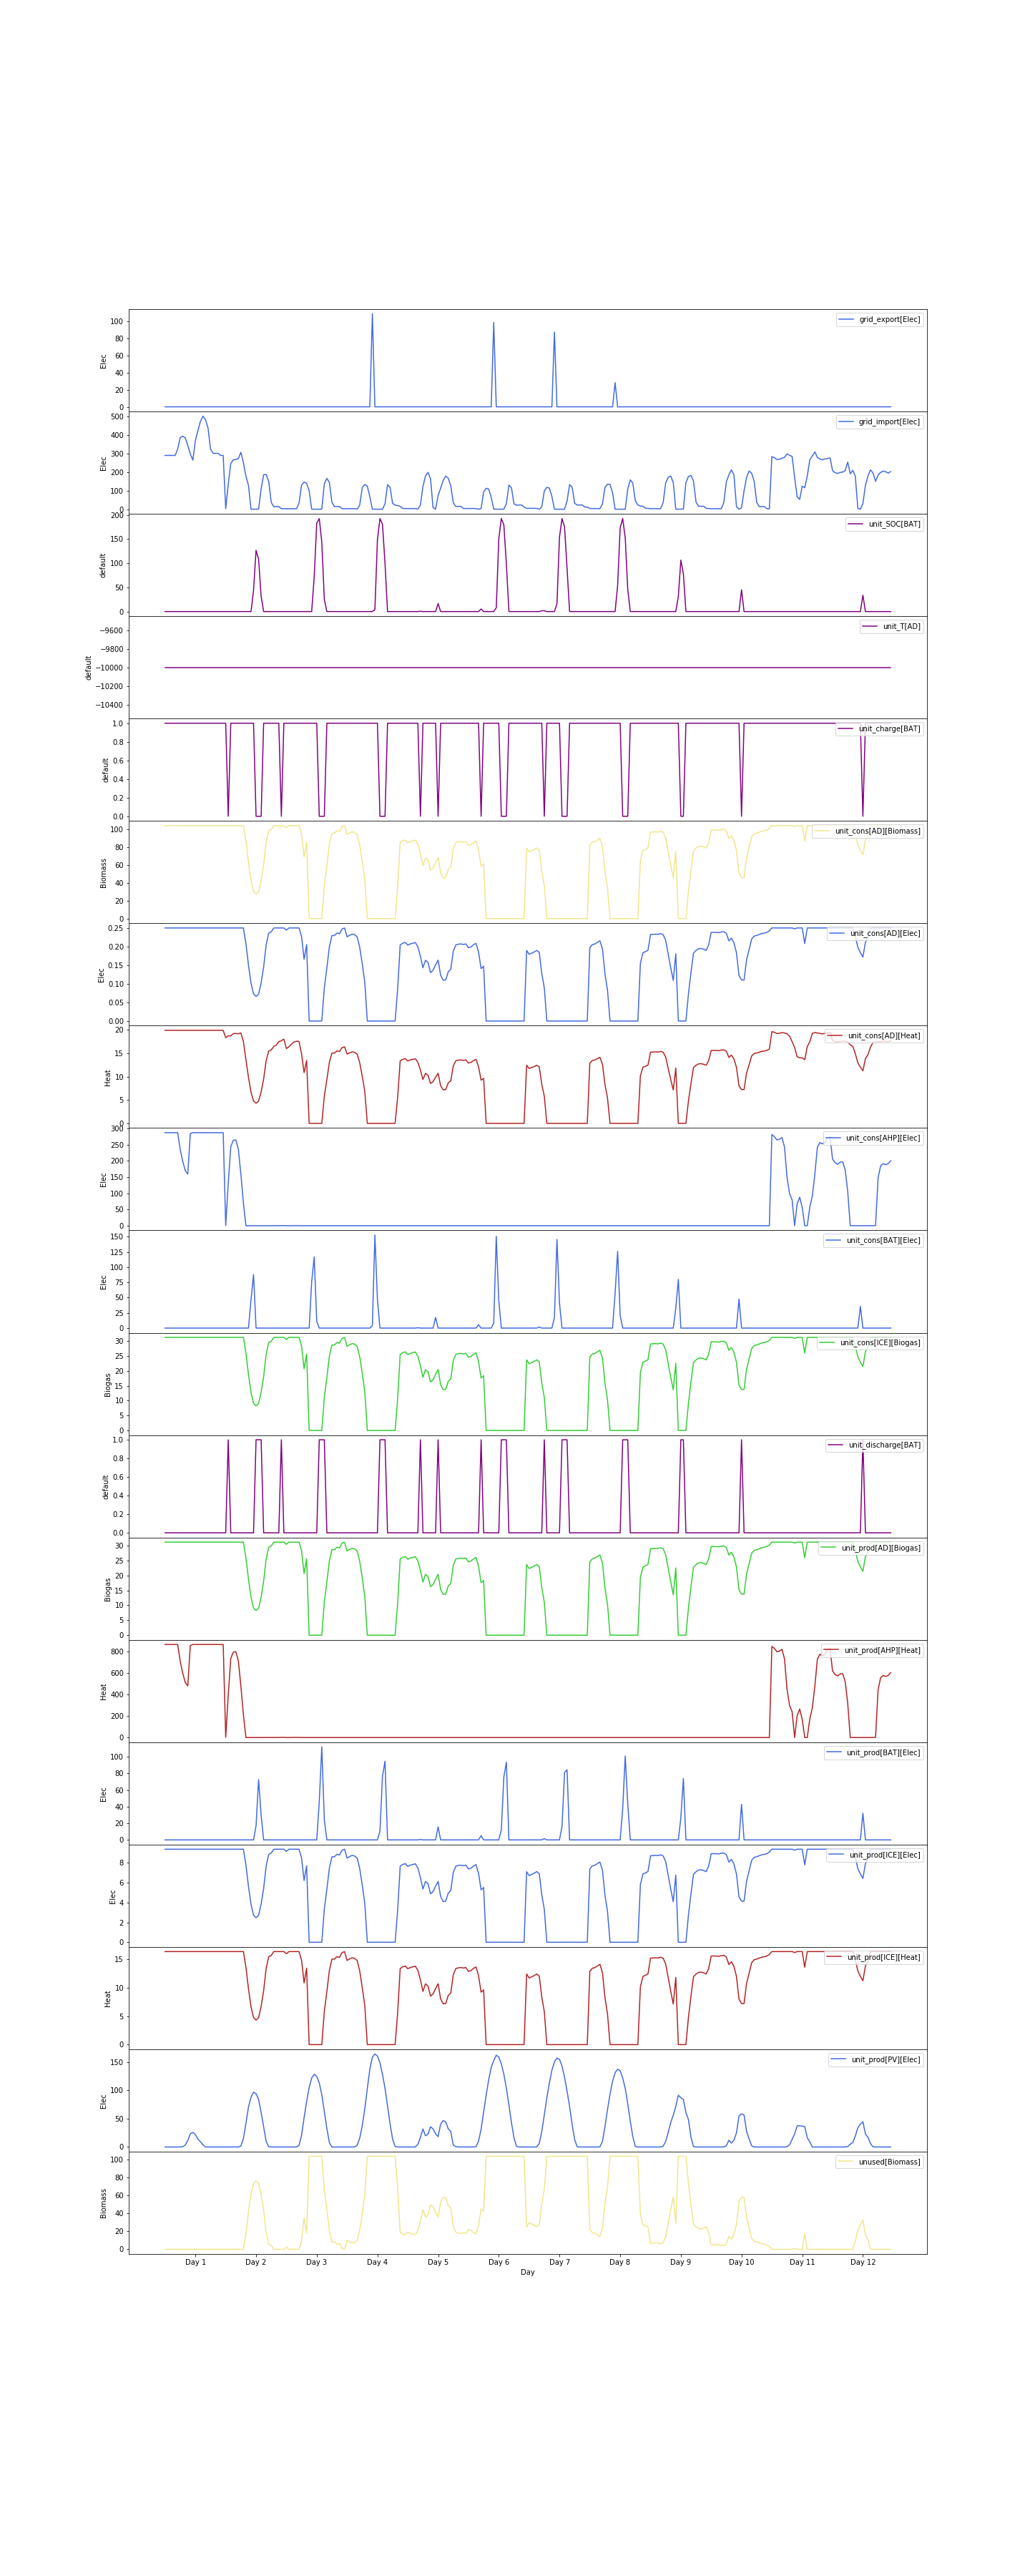 grid_export[Elec]
100
80
60
40
20
0
Elec
grid_import[Elec]
500
400
300
200
100
0
Elec
unit_SOC[BAT]
200
150
100
50
0
default
unit_T[AD]
−9600
−9800
−10000
−10200
−10400
default
unit_charge[BAT]
1.0
0.8
0.6
0.4
0.2
0.0
default
unit_cons[AD][Biomass]
100
80
60
40
20
0
Biomass
unit_cons[AD][Elec]
0.25
0.20
0.15
0.10
0.05
0.00
Elec
unit_cons[AD][Heat]
20
15
10
5
0
Heat
unit_cons[AHP][Elec]
300
250
200
150
100
50
0
Elec
unit_cons[BAT][Elec]
150
125
100
75
50
25
0
Elec
unit_cons[ICE][Biogas]
30
25
20
15
10
5
0
Biogas
unit_discharge[BAT]
1.0
0.8
0.6
0.4
0.2
0.0
default
unit_prod[AD][Biogas]
30
25
20
15
10
5
0
Biogas
unit_prod[AHP][Heat]
800
600
400
200
0
Heat
unit_prod[BAT][Elec]
100
80
60
40
20
0
Elec
unit_prod[ICE][Elec]
8
6
4
2
0
Elec
unit_prod[ICE][Heat]
15
10
5
0
Heat
unit_prod[PV][Elec]
150
100
50
0
Elec
unused[Biomass]
100
80
60
40
20
0
Biomass
Day 1 Day 2 Day 3 Day 4 Day 5 Day 6 Day 7 Day 8 Day 9 Day 10 Day 11 Day 12
Day